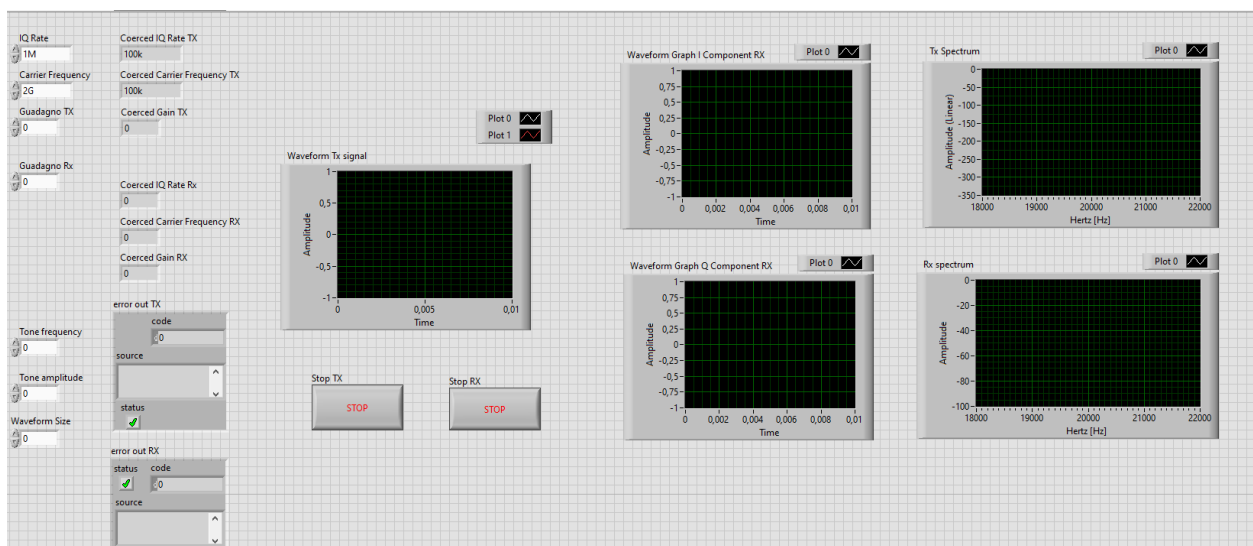 IQ Rate
1M
Carrier Frequency
2G
Guadagno TX
0
Guadagno Rx
0
Tone frequency
0
Tone amplitude
0
Waveform Size
0
Coerced IQ Rate TX
100k
Coerced Carrier Frequency TX
100k
Coerced Gain TX
0
Coerced IQ Rate Rx
0
Coerced Carrier Frequency RX
0
Coerced Gain RX
0
error out TX
code
0
source
status
error out RX
status code
0
source
Plot 0
Plot 1
Waveform Tx signal
Amplitude
1
0,5
0
-0,5
-1
0 0,005 0,01
Time
Stop TX
STOP
Stop RX
STOP
Waveform Graph I Component RX
Plot 0
Amplitude
1
0,75
0,5
0,25
0
-0,25
-0,5
-0,75
-1
0 0,002 0,004 0,006 0,008 0,01
Time
Waveform Graph Q Component RX
Plot 0
Amplitude
1
0,75
0,5
0,25
0
-0,25
-0,5
-0,75
-1
0 0,002 0,004 0,006 0,008 0,01
Time
Tx Spectrum
Plot 0
Amplitude (Linear)
0
-50
-100
-150
-200
-250
-300
-350
18000 19000 20000 21000 22000
Hertz [Hz]
Rx spectrum
Plot 0
Amplitude
0
-20
-40
-60
-80
-100
18000 19000 20000 21000 22000
Hertz [Hz]